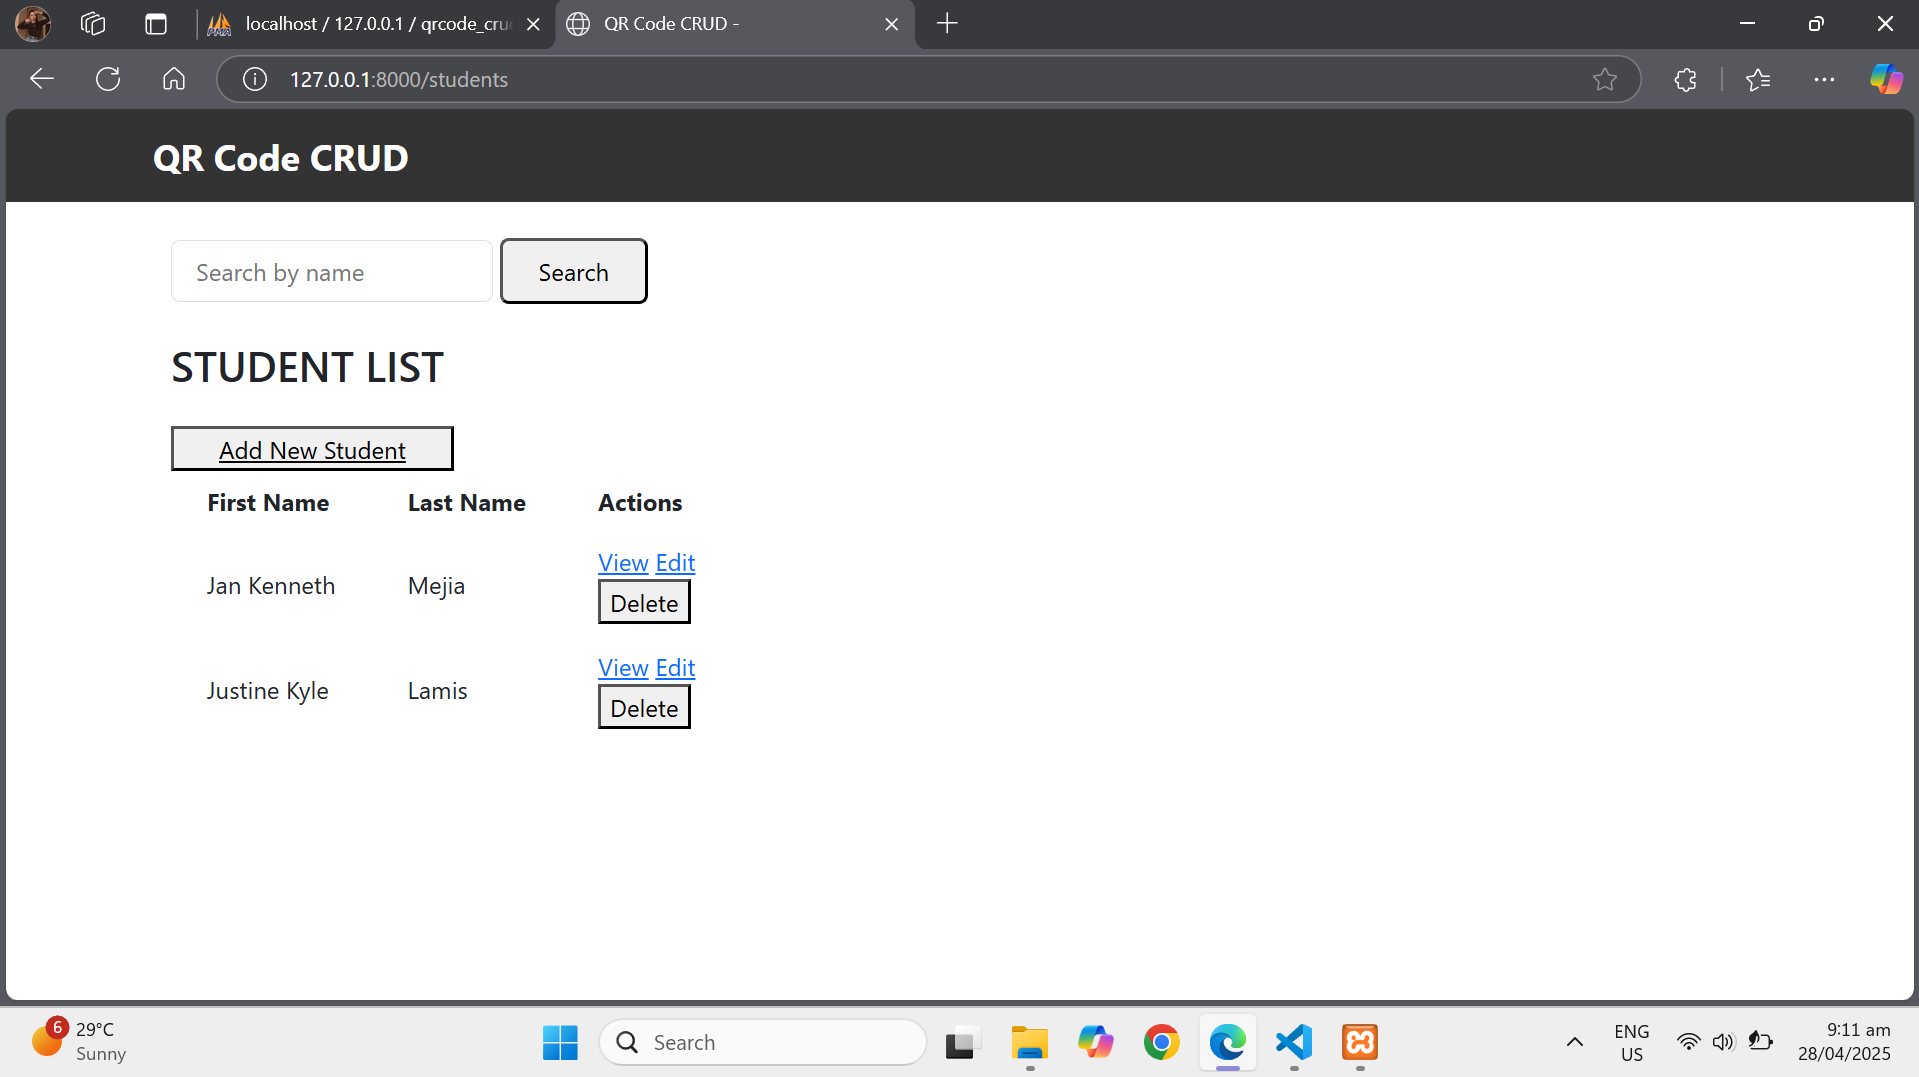 localhost / 127.0.0.1 / qrcode_cru
QR Code CRUD -
127.0.0.1:8000/students
QR Code CRUD
Search by name
Search
STUDENT LIST
Add New Student
First Name Last Name Actions
View Edit
Jan Kenneth Mejia
Delete
View Edit
Justine Kyle Lamis
Delete
6
29°C
Sunny
Search
ENG
US
9:11 am
28/04/2025